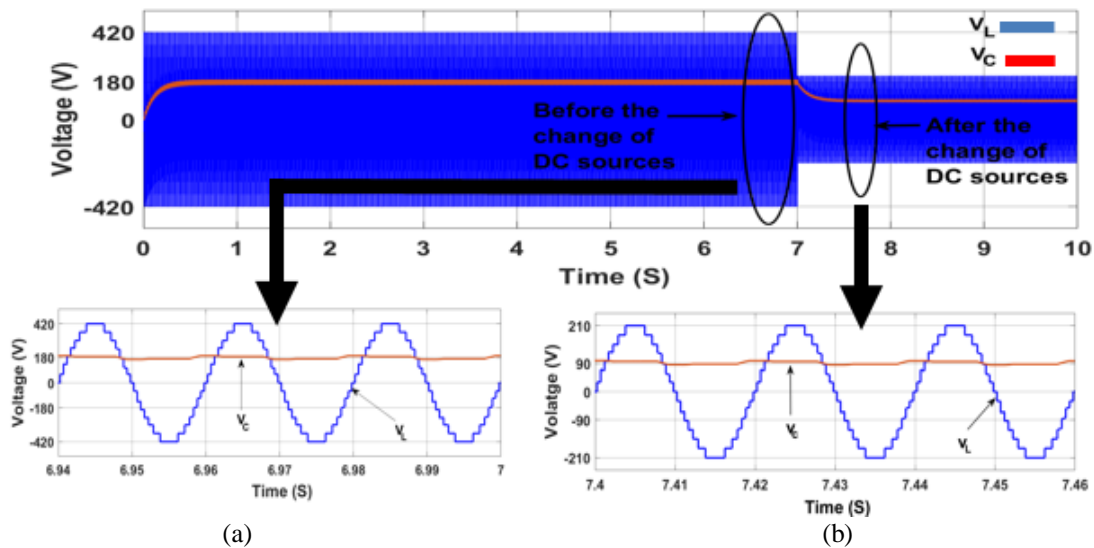 420
180
0
-420
Voltage (V)
V_L
V_C
Before the
change of
DC sources
After the
change of
DC sources
0 1 2 3 4 5 6 7 8 9 10
Time (S)
420
180
0
-180
-420
Voltage (V)
V_C
V_L
6.94 6.95 6.96 6.97 6.98 6.99 7
Time (S)
(a)
210
90
0
-90
-210
Volatge (V)
V_C
V_L
7.4 7.41 7.42 7.43 7.44 7.45 7.46
Time (S)
(b)